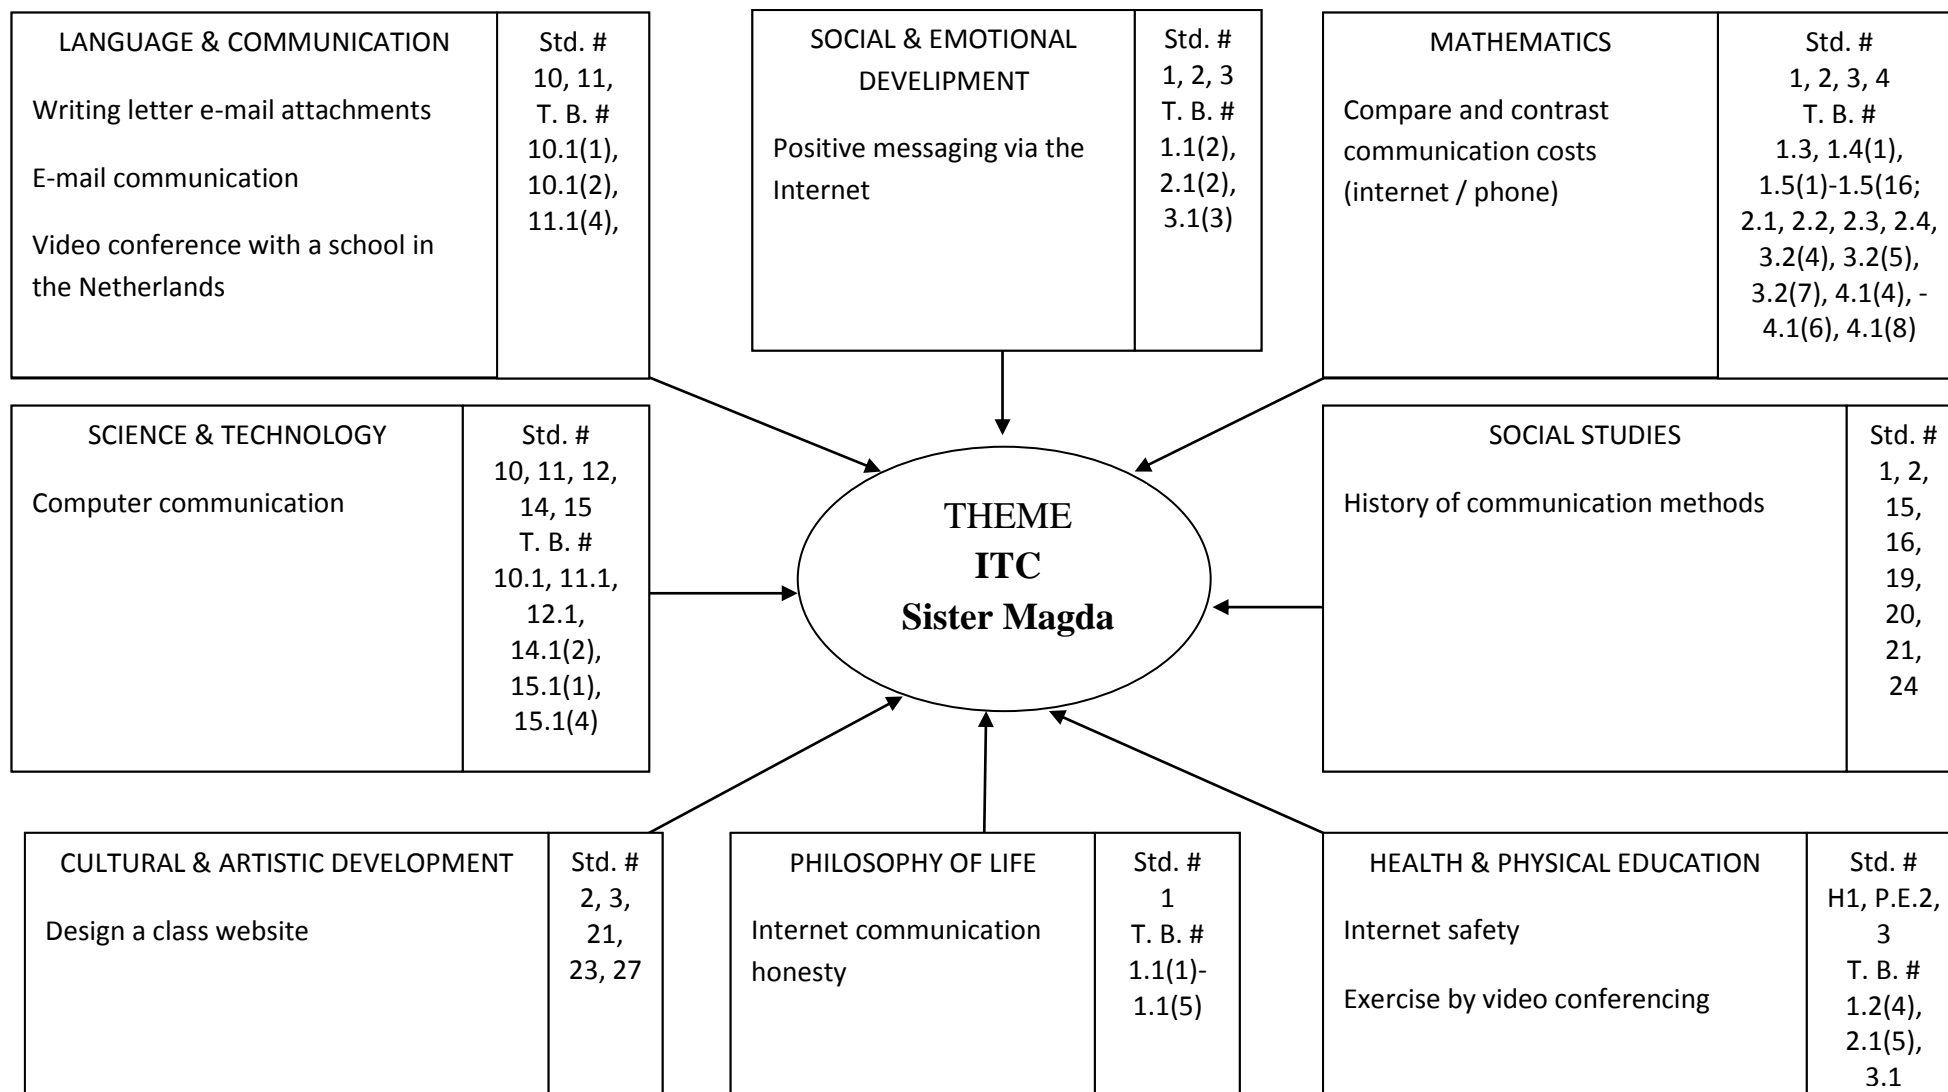 LANGUAGE & COMMUNICATION
Writing letter e-mail attachments
E-mail communication
Video conference with a school in
the Netherlands
Std. #
10, 11,
T. B. #
10.1(1),
10.1(2),
11.1(4),
SOCIAL & EMOTIONAL
DEVELIPMENT
Positive messaging via the
Internet
Std. #
1, 2, 3
T. B. #
1.1(2),
2.1(2),
3.1(3)
MATHEMATICS
Compare and contrast
communication costs
(internet / phone)
Std. #
1, 2, 3, 4
T. B. #
1.3, 1.4(1),
1.5(1)-1.5(16;
2.1, 2.2, 2.3, 2.4,
3.2(4), 3.2(5),
3.2(7), 4.1(4), -
4.1(6), 4.1(8)
SCIENCE & TECHNOLOGY
Computer communication
Std. #
10, 11, 12,
14, 15
T. B. #
10.1, 11.1,
12.1,
14.1(2),
15.1(1),
15.1(4)
THEME
ITC
Sister Magda
SOCIAL STUDIES
History of communication methods
Std. #
1, 2,
15,
16,
19,
20,
21,
24
CULTURAL & ARTISTIC DEVELOPMENT
Design a class website
Std. #
2, 3,
21,
23, 27
PHILOSOPHY OF LIFE
Internet communication
honesty
Std. #
1
T. B. #
1.1(1)-
1.1(5)
HEALTH & PHYSICAL EDUCATION
Internet safety
Exercise by video conferencing
Std. #
H1, P.E.2,
3
T. B. #
1.2(4),
2.1(5),
3.1